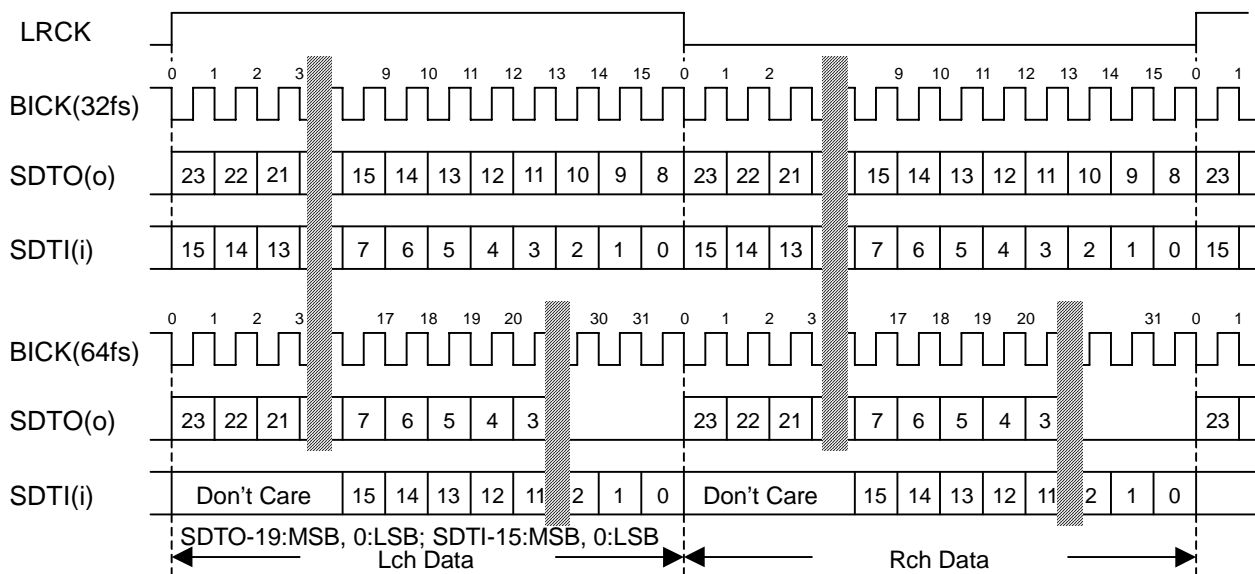 LRCK
0 1 2 3 9 10 11 12 13 14 15 0 1 2 9 10 11 12 13 14 15 0 1
BICK(32fs)
SDTO(o) 23 22 21 15 14 13 12 11 10 9 8 23 22 21 15 14 13 12 11 10 9 8 23
SDTI(i) 15 14 13 7 6 5 4 3 2 1 0 15 14 13 7 6 5 4 3 2 1 0 15
0 1 2 3 17 18 19 20 30 31 0 1 2 3 17 18 19 20 31 0 1
BICK(64fs)
SDTO(o) 23 22 21 7 6 5 4 3 23 22 21 7 6 5 4 3 23
SDTI(i) Don't Care 15 14 13 12 11 2 1 0 Don't Care 15 14 13 12 11 2 1 0
SDTO-19:MSB, 0:LSB; SDTI-15:MSB, 0:LSB
Lch Data Rch Data